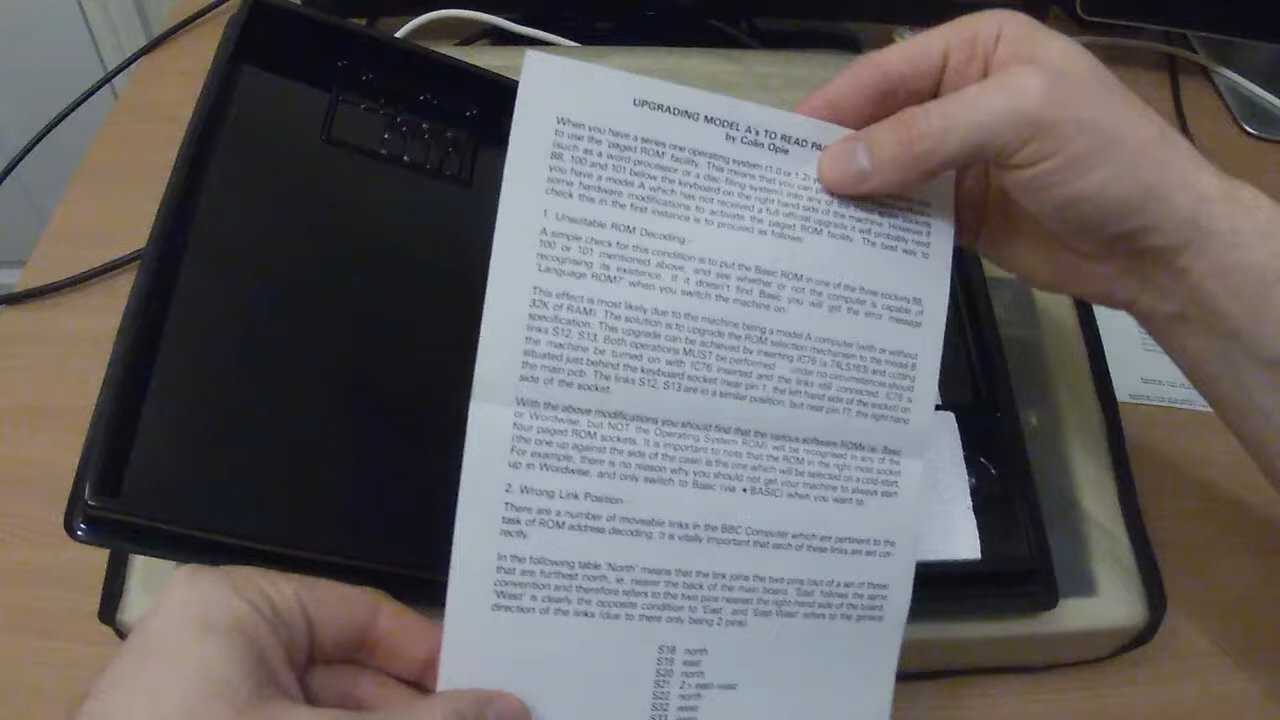 UPGRADING MODEL A's TO READ PA
by Colin Opie
When you have a series one operating system (1.0 or 1.2) y
to use the 'paged ROM' facility. This means that you can
(such as a word-processor or a disc-filing system) into any of
88, 100 and 101 below the keyboard on the right hand side of the machine. However if
you have a model A which has not received a full official upgrade it will probably need
some hardware modifications to activate the paged ROM facility. The best way to
check this in the first instance is to proceed as follows:
1. Unsuitable ROM Decoding
A simple check for this condition is to put the Basic ROM in one of the three sockets 88,
100 or 101 mentioned above, and see whether or not the computer is capable of
recognising its existence. If it doesn't find Basic you will get the error message
'Language ROM?' when you switch the machine on.
This effect is most likely due to the machine being a model A computer (with or without
32K of RAM). The solution is to upgrade the ROM selection mechanism to the model B
specification. This upgrade can be achieved by inserting IC76 (a 74LS163) and cutting
links S12, S13. Both operations MUST be performed — under no circumstances should
the machine be turned on with IC76 inserted and the links still connected. IC76 is
situated just behind the keyboard socket (near pin 1, the left hand side of the socket) on
the main pcb. The links S12, S13 are in a similar position, but near pin 17, the right hand
side of the socket.
With the above modifications you should find that the various software ROMs (ie. Basic
or Wordwise, but NOT the Operating System ROM) will be recognised in any of the
four paged ROM sockets. It is important to note that the ROM in the right most socket
(the one up against the side of the case) is the one which will be selected on a cold-start.
For example, there is no reason why you should not get your machine to always start
up in Wordwise, and only switch to Basic (via *BASIC) when you want to.
2. Wrong Link Position
There are a number of moveable links in the BBC Computer which are pertinent to the
task of ROM address decoding. It is vitally important that each of these links are set cor-
rectly.
In the following table 'North' means that the link joins the two pins (out of a set of three)
that are furthest north, ie. nearer the back of the main board. 'East' follows the same
convention and therefore refers to the two pins nearest the right-hand side of the board.
'West' is clearly the opposite condition to 'East' and 'East-West' refers to the general
direction of the links (due to there only being 2 pins).
S18 north
S19 east
S20 north
S21 2 x east-west
S22 north
S32 west
S33